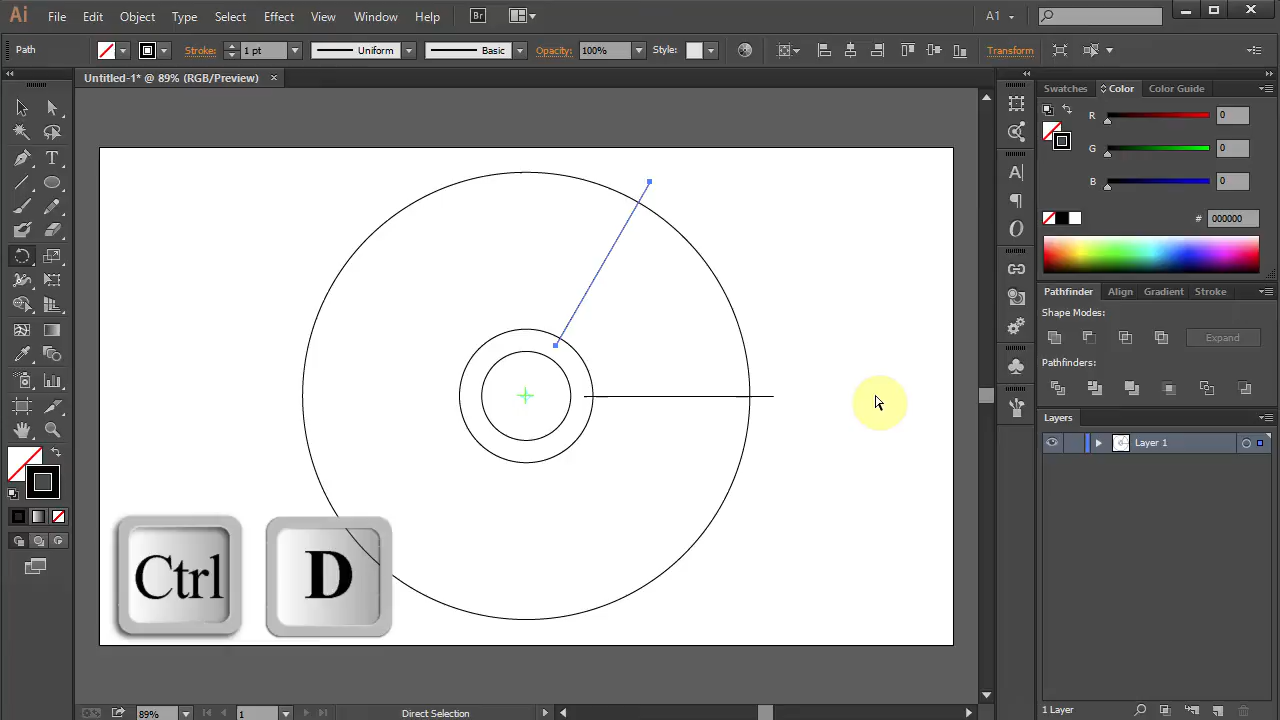 Ai File Edit Object Type Select Effect View Window Help Br A1
Path Stroke: 1 pt Uniform Basic Opacity: 100% Style: Transform
Untitled-1* @ 89% (RGB/Preview) ×
Swatches Color Color Guide
R 0
G 0
B 0
# 000000
Pathfinder Align Gradient Stroke
Shape Modes:
Expand
Pathfinders:
Layers
Layer 1
Ctrl D
89% 1 Direct Selection 1 Layer